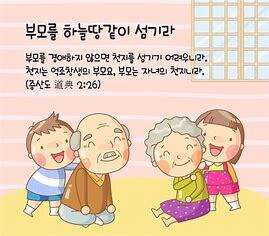 부모를 하늘땅같이 섬기라
부모를 경애하지 않으면 천지를 섬기기 어려우니라.
천지는 억조창생의 부모요, 부모는 자녀의 천지니라.
(증산도 道典 2:26)